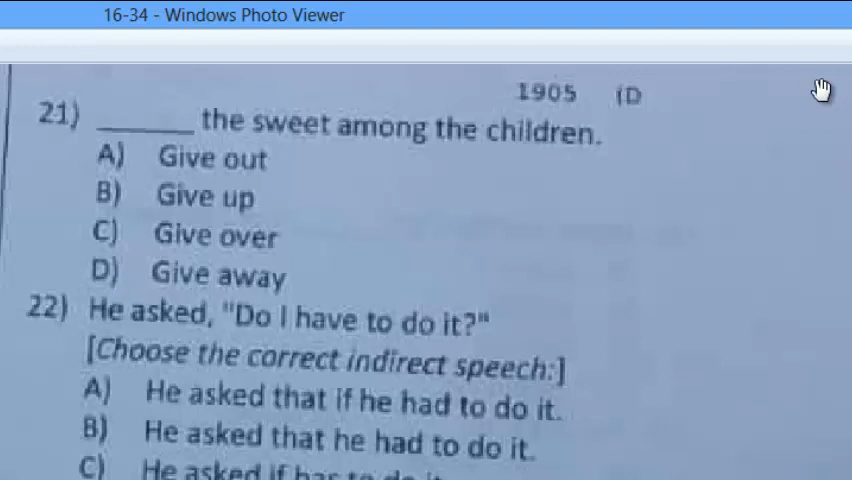 16-34 - Windows Photo Viewer
1905 (D
21) ______ the sweet among the children.
A) Give out
B) Give up
C) Give over
D) Give away
22) He asked, "Do I have to do it?"
[Choose the correct indirect speech:]
A) He asked that if he had to do it.
B) He asked that he had to do it.
C) He asked if